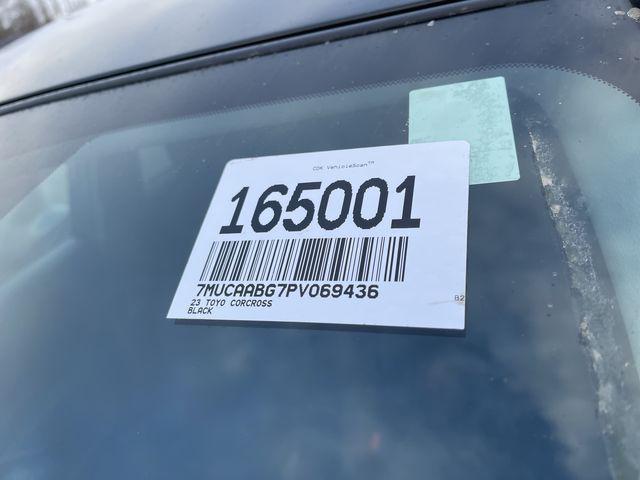 CDK VehicleScan™
165001
7MUCAABG7PV069436
23 TOYO CORCROSS
BLACK
B2